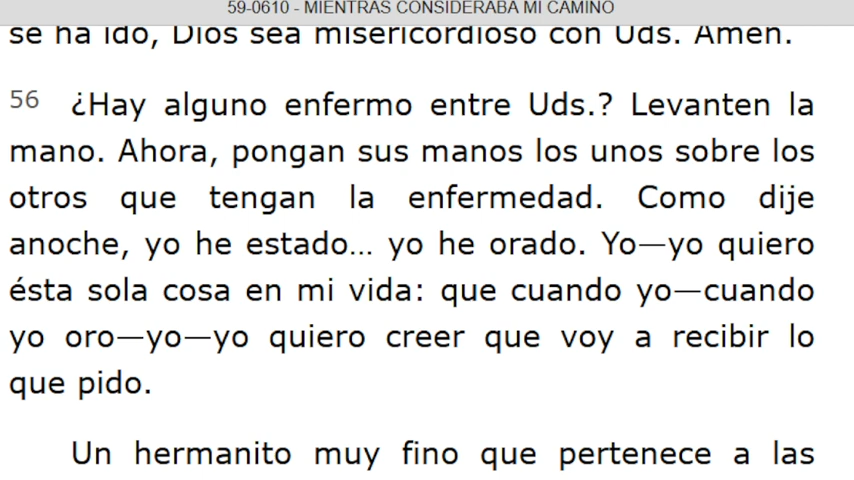 59-0610 - MIENTRAS CONSIDERABA MI CAMINO
se ha ido, Dios sea misericordioso con Uds. Amén.
56 ¿Hay alguno enfermo entre Uds.? Levanten la
mano. Ahora, pongan sus manos los unos sobre los
otros que tengan la enfermedad. Como dije
anoche, yo he estado... yo he orado. Yo—yo quiero
ésta sola cosa en mi vida: que cuando yo—cuando
yo oro—yo—yo quiero creer que voy a recibir lo
que pido.
Un hermanito muy fino que pertenece a las